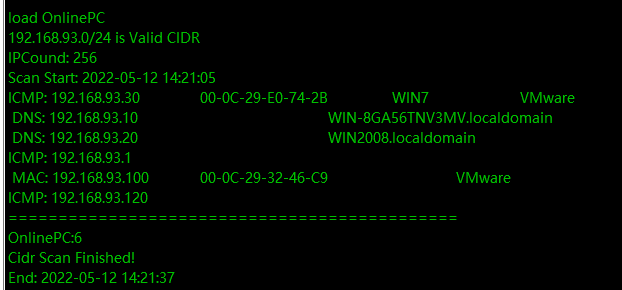 load OnlinePC
192.168.93.0/24 is Valid CIDR
IPCound: 256
Scan Start: 2022-05-12 14:21:05
ICMP: 192.168.93.30 00-0C-29-E0-74-2B WIN7 VMware
DNS: 192.168.93.10 WIN-8GA56TNV3MV.localdomain
DNS: 192.168.93.20 WIN2008.localdomain
ICMP: 192.168.93.1
MAC: 192.168.93.100 00-0C-29-32-46-C9 VMware
ICMP: 192.168.93.120
=============================================
OnlinePC:6
Cidr Scan Finished!
End: 2022-05-12 14:21:37